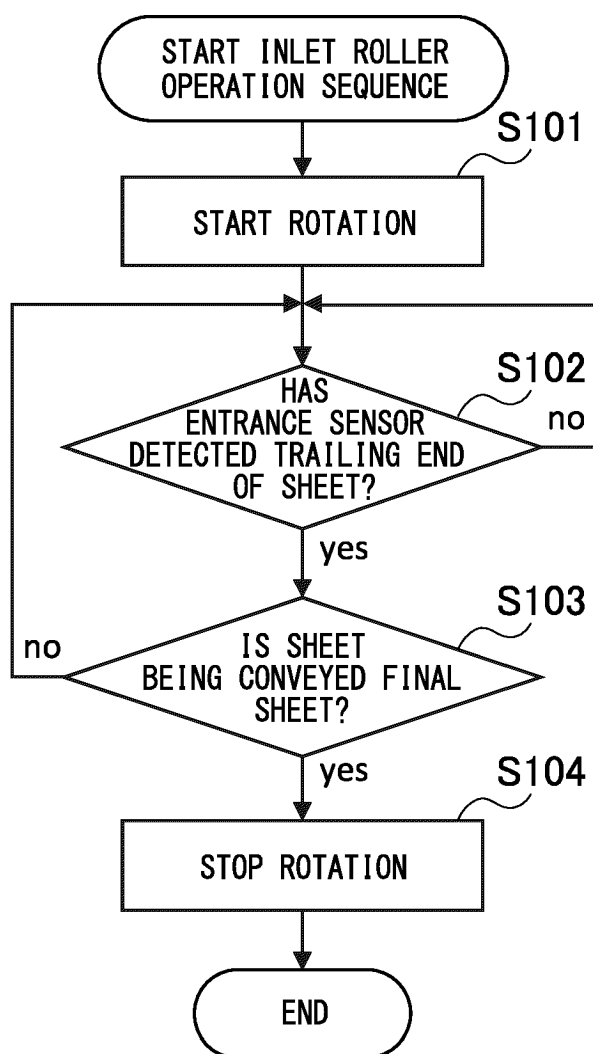 START INLET ROLLER
OPERATION SEQUENCE
S101
START ROTATION
S102
HAS
ENTRANCE SENSOR
DETECTED TRAILING END
OF SHEET?
no
yes
S103
IS SHEET
BEING CONVEYED FINAL
SHEET?
no
yes
S104
STOP ROTATION
END